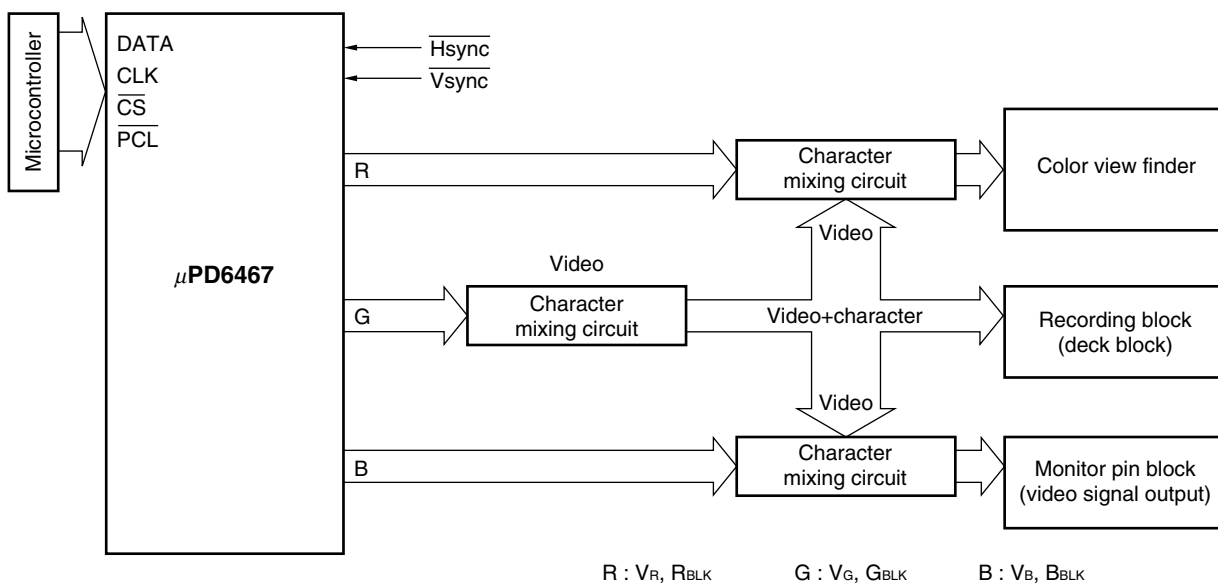 Microcontroller
DATA
CLK
CS
PCL
Hsync
Vsync
µPD6467
R
Character
mixing circuit
Color view finder
Video
Video
G
Character
mixing circuit
Video+character
Recording block
(deck block)
Video
B
Character
mixing circuit
Monitor pin block
(video signal output)
R : VR, RBLK G : VG, GBLK B : VB, BBLK